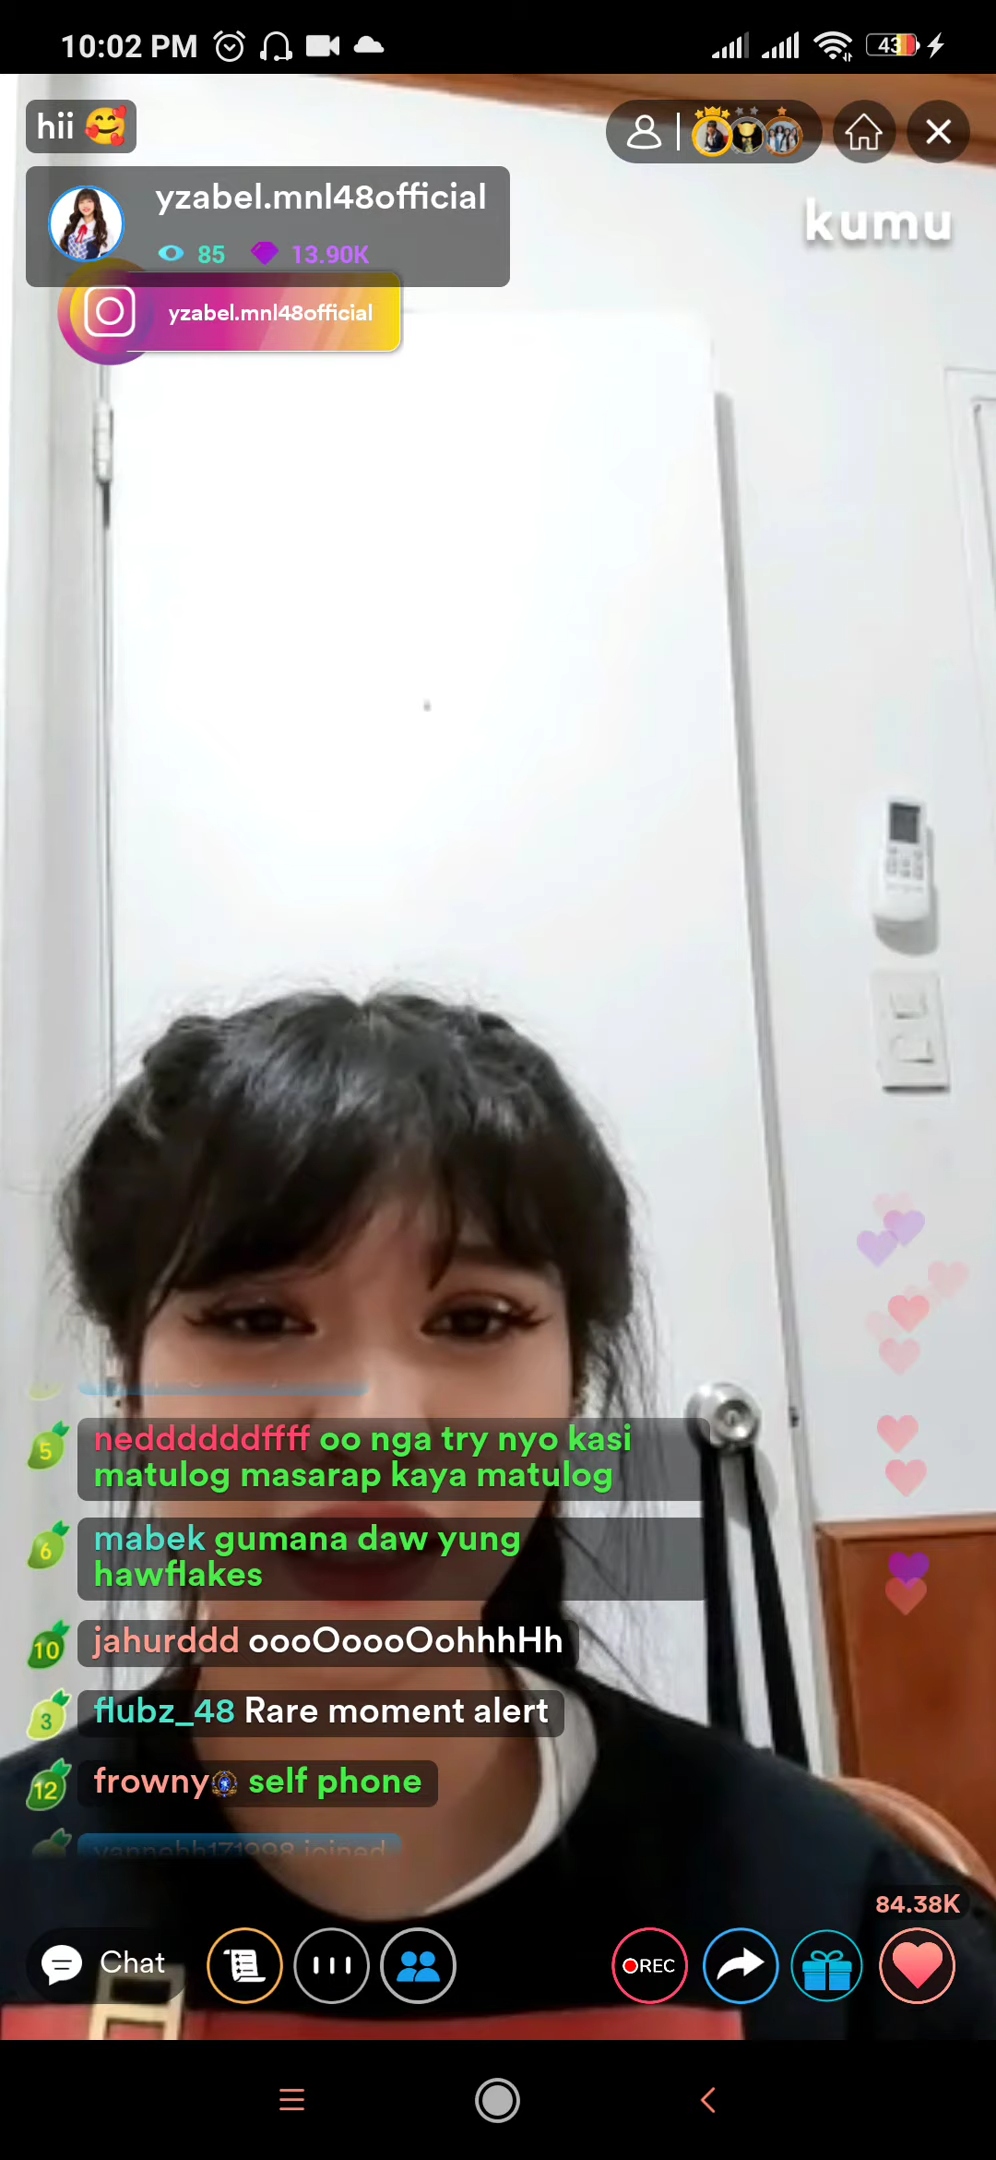 10:02 PM
43
hii 🥰
yzabel.mnl48official
85 13.90K
kumu
yzabel.mnl48official
5 neddddddffff oo nga try nyo kasi
matulog masarap kaya matulog
6 mabek gumana daw yung
hawflakes
10 jahurddd oooOoooOohhhHh
3 flubz_48 Rare moment alert
12 frowny self phone
yannehh171998 joined
84.38K
Chat
REC